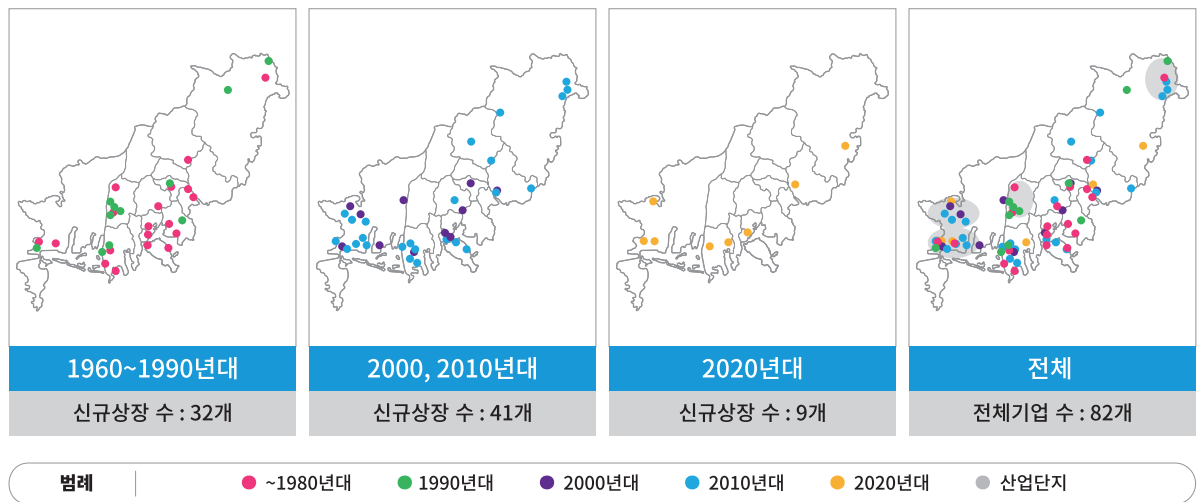 1960~1990년대
2000, 2010년대
2020년대
전체
신규상장 수 : 32개
신규상장 수 : 41개
신규상장 수 : 9개
전체기업 수 : 82개
범례
~1980년대
1990년대
2000년대
2010년대
2020년대
산업단지